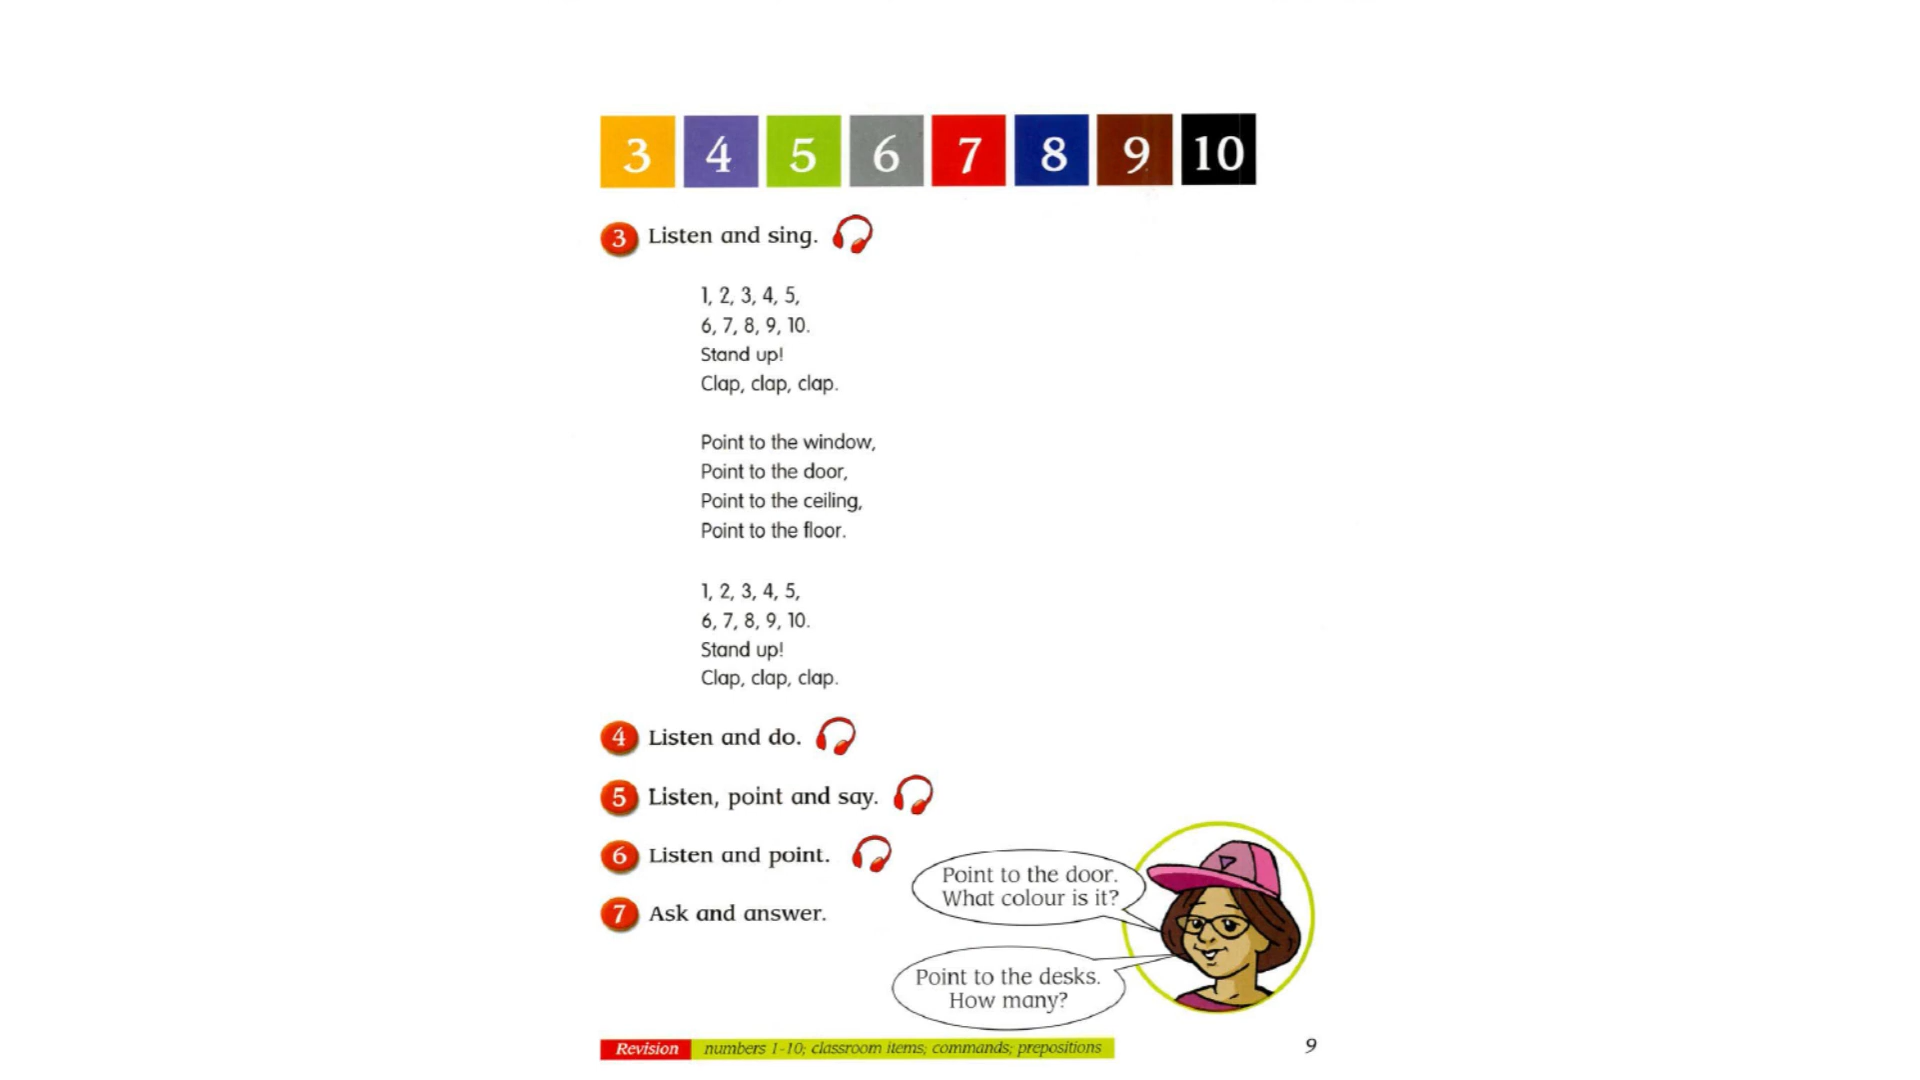 3 4 5 6 7 8 9 10
3 Listen and sing.
1, 2, 3, 4, 5,
6, 7, 8, 9, 10.
Stand up!
Clap, clap, clap.
Point to the window,
Point to the door,
Point to the ceiling,
Point to the floor.
1, 2, 3, 4, 5,
6, 7, 8, 9, 10.
Stand up!
Clap, clap, clap.
4 Listen and do.
5 Listen, point and say.
6 Listen and point.
7 Ask and answer.
Point to the door.
What colour is it?
Point to the desks.
How many?
Revision numbers 1-10; classroom items; commands; prepositions
9